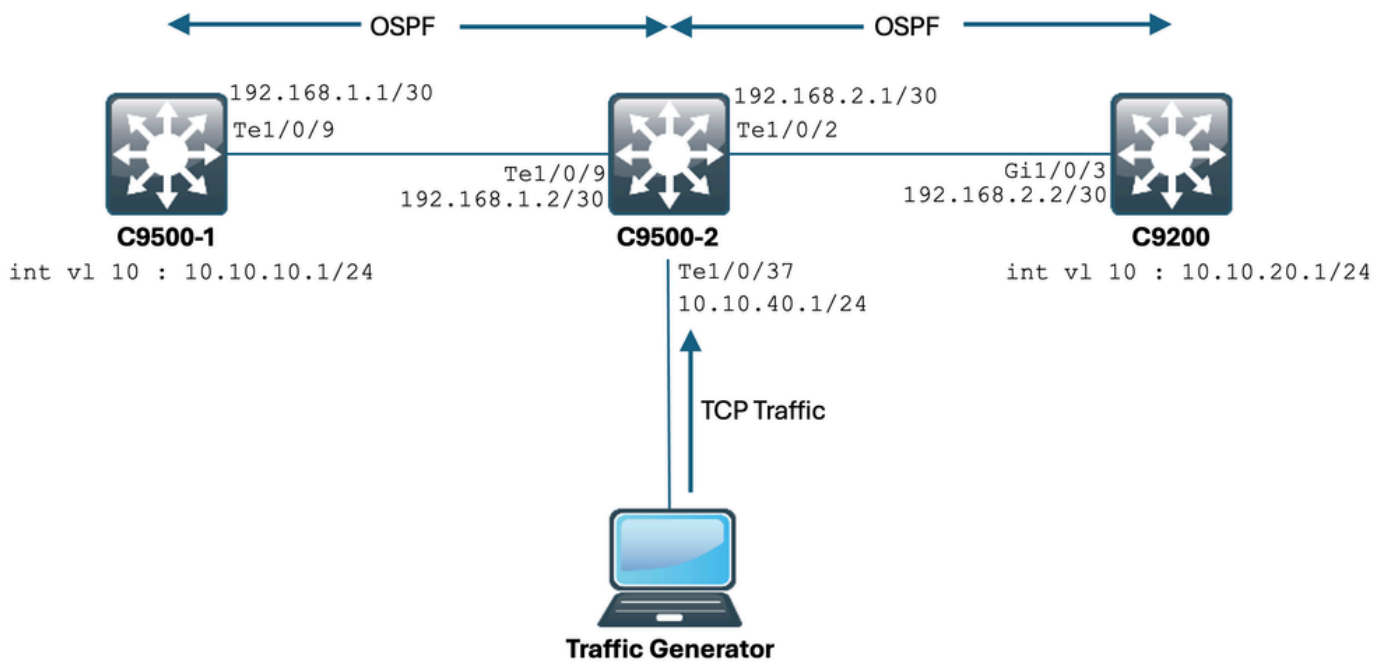 OSPF
OSPF
192.168.1.1/30
Te1/0/9
192.168.2.1/30
Te1/0/2
Te1/0/9
192.168.1.2/30
Gi1/0/3
192.168.2.2/30
C9500-1
C9500-2
C9200
int vl 10 : 10.10.10.1/24
Te1/0/37
10.10.40.1/24
int vl 10 : 10.10.20.1/24
TCP Traffic
Traffic Generator